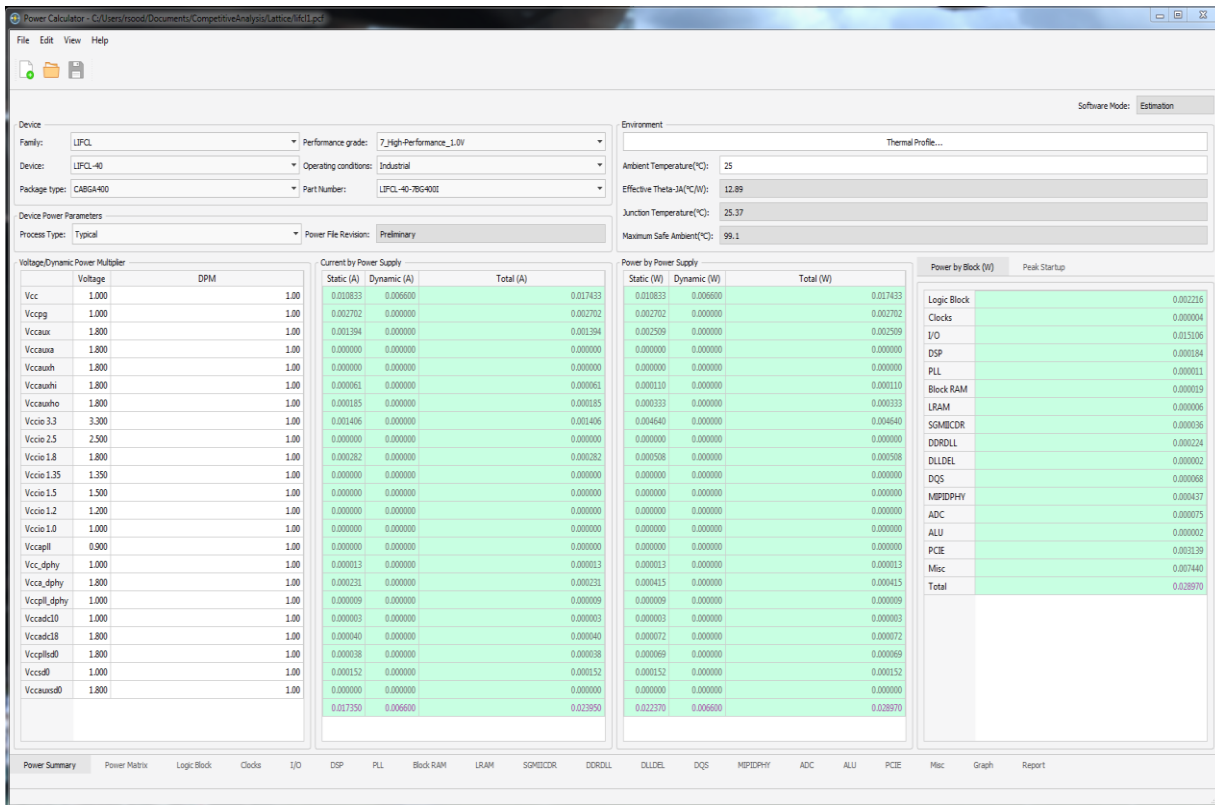 Power Calculator - C:/Users/rsood/Documents/CompetitiveAnalysis/Lattice/lifcl1.pcf
File Edit View Help
Software Mode: Estimation
Device
Family: LIFCL Performance grade: 7_High-Performance_1.0V
Device: LIFCL-40 Operating conditions: Industrial
Package type: CABGA400 Part Number: LIFCL-40-7BG400I
Environment
Thermal Profile...
Ambient Temperature(°C): 25
Effective Theta-JA(°C/W): 12.89
Junction Temperature(°C): 25.37
Maximum Safe Ambient(°C): 99.1
Device Power Parameters
Process Type: Typical Power File Revision: Preliminary
Voltage/Dynamic Power Multiplier Current by Power Supply Power by Power Supply
Voltage DPM Static (A) Dynamic (A) Total (A) Static (W) Dynamic (W) Total (W)
Vcc 1.000 1.00 0.010833 0.006600 0.017433 0.010833 0.006600 0.017433
Vccpg 1.000 1.00 0.002702 0.000000 0.002702 0.002702 0.000000 0.002702
Vccaux 1.800 1.00 0.001394 0.000000 0.001394 0.002509 0.000000 0.002509
Vccauxa 1.800 1.00 0.000000 0.000000 0.000000 0.000000 0.000000 0.000000
Vccauxh 1.800 1.00 0.000000 0.000000 0.000000 0.000000 0.000000 0.000000
Vccauxhi 1.800 1.00 0.000061 0.000000 0.000061 0.000110 0.000000 0.000110
Vccauxho 1.800 1.00 0.000185 0.000000 0.000185 0.000333 0.000000 0.000333
Vccio 3.3 3.300 1.00 0.001406 0.000000 0.001406 0.004640 0.000000 0.004640
Vccio 2.5 2.500 1.00 0.000000 0.000000 0.000000 0.000000 0.000000 0.000000
Vccio 1.8 1.800 1.00 0.000282 0.000000 0.000282 0.000508 0.000000 0.000508
Vccio 1.35 1.350 1.00 0.000000 0.000000 0.000000 0.000000 0.000000 0.000000
Vccio 1.5 1.500 1.00 0.000000 0.000000 0.000000 0.000000 0.000000 0.000000
Vccio 1.2 1.200 1.00 0.000000 0.000000 0.000000 0.000000 0.000000 0.000000
Vccio 1.0 1.000 1.00 0.000000 0.000000 0.000000 0.000000 0.000000 0.000000
Vccapll 0.900 1.00 0.000000 0.000000 0.000000 0.000000 0.000000 0.000000
Vcc_dphy 1.000 1.00 0.000013 0.000000 0.000013 0.000013 0.000000 0.000013
Vcca_dphy 1.800 1.00 0.000231 0.000000 0.000231 0.000415 0.000000 0.000415
Vccpll_dphy 1.000 1.00 0.000009 0.000000 0.000009 0.000009 0.000000 0.000009
Vccadc10 1.000 1.00 0.000003 0.000000 0.000003 0.000003 0.000000 0.000003
Vccadc18 1.800 1.00 0.000040 0.000000 0.000040 0.000072 0.000000 0.000072
Vccpllsd0 1.800 1.00 0.000038 0.000000 0.000038 0.000069 0.000000 0.000069
Vccsd0 1.000 1.00 0.000152 0.000000 0.000152 0.000152 0.000000 0.000152
Vccauxsd0 1.800 1.00 0.000000 0.000000 0.000000 0.000000 0.000000 0.000000
0.017350 0.006600 0.023950 0.022370 0.006600 0.028970
Power by Block (W) Peak Startup
Logic Block 0.002216
Clocks 0.000004
I/O 0.015106
DSP 0.000184
PLL 0.000011
Block RAM 0.000019
LRAM 0.000006
SGMIICDR 0.000036
DDRDLL 0.000224
DLLDEL 0.000002
DQS 0.000068
MIPIDPHY 0.000437
ADC 0.000075
ALU 0.000002
PCIE 0.003139
Misc 0.007440
Total 0.028970
Power Summary Power Matrix Logic Block Clocks I/O DSP PLL Block RAM LRAM SGMIICDR DDRDLL DLLDEL DQS MIPIDPHY ADC ALU PCIE Misc Graph Report